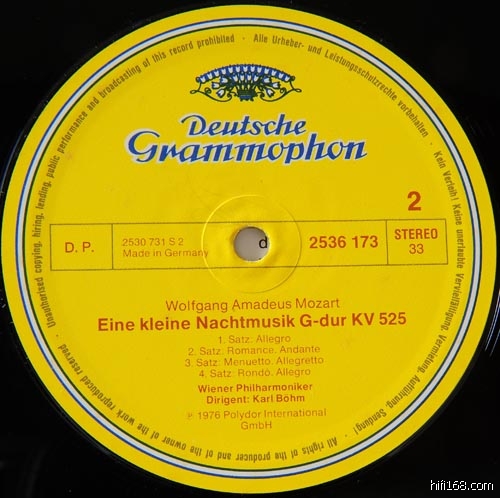 Alle Urheber- und Leistungsschutzrechte vorbehalten · Kein Verleih! Keine unerlaubte Vervielfältigung, Vermietung, Aufführung, Sendung!
All rights of the producer and of the owner of the work reproduced reserved · Unauthorised copying, hiring, lending, public performance and broadcasting of this record prohibited ·
Deutsche
Grammophon
2
D. P.
2530 731 S 2
Made in Germany
d
2536 173
STEREO
33
Wolfgang Amadeus Mozart
Eine kleine Nachtmusik G-dur KV 525
1. Satz: Allegro
2. Satz: Romance. Andante
3. Satz: Menuetto. Allegretto
4. Satz: Rondò. Allegro
Wiener Philharmoniker
Dirigent: Karl Böhm
℗ 1976 Polydor International
GmbH
hifi168.com